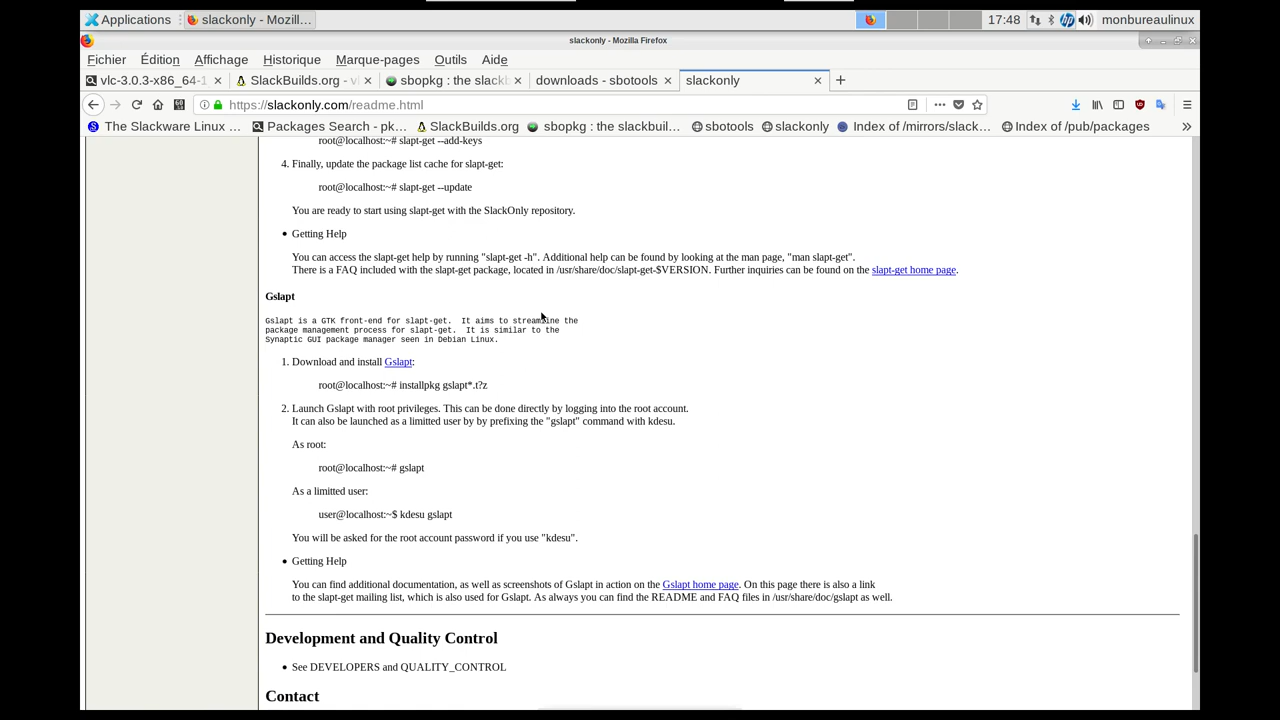 Applications slackonly - Mozill... 17:48 hp monbureaulinux
slackonly - Mozilla Firefox
Fichier Édition Affichage Historique Marque-pages Outils Aide
vlc-3.0.3-x86_64-1 SlackBuilds.org - v sbopkg : the slackb downloads - sbotools slackonly
https://slackonly.com/readme.html
The Slackware Linux ... Packages Search - pk... SlackBuilds.org sbopkg : the slackbuil... sbotools slackonly Index of /mirrors/slack... Index of /pub/packages
root@localhost:~# slapt-get --add-keys
4. Finally, update the package list cache for slapt-get:
root@localhost:~# slapt-get --update
You are ready to start using slapt-get with the SlackOnly repository.
• Getting Help
You can access the slapt-get help by running "slapt-get -h". Additional help can be found by looking at the man page, "man slapt-get".
There is a FAQ included with the slapt-get package, located in /usr/share/doc/slapt-get-$VERSION. Further inquiries can be found on the slapt-get home page.
Gslapt
Gslapt is a GTK front-end for slapt-get. It aims to streamline the
package management process for slapt-get. It is similar to the
Synaptic GUI package manager seen in Debian Linux.
1. Download and install Gslapt:
root@localhost:~# installpkg gslapt*.t?z
2. Launch Gslapt with root privileges. This can be done directly by logging into the root account.
It can also be launched as a limitted user by by prefixing the "gslapt" command with kdesu.
As root:
root@localhost:~# gslapt
As a limitted user:
user@localhost:~$ kdesu gslapt
You will be asked for the root account password if you use "kdesu".
• Getting Help
You can find additional documentation, as well as screenshots of Gslapt in action on the Gslapt home page. On this page there is also a link
to the slapt-get mailing list, which is also used for Gslapt. As always you can find the README and FAQ files in /usr/share/doc/gslapt as well.
Development and Quality Control
• See DEVELOPERS and QUALITY_CONTROL
Contact